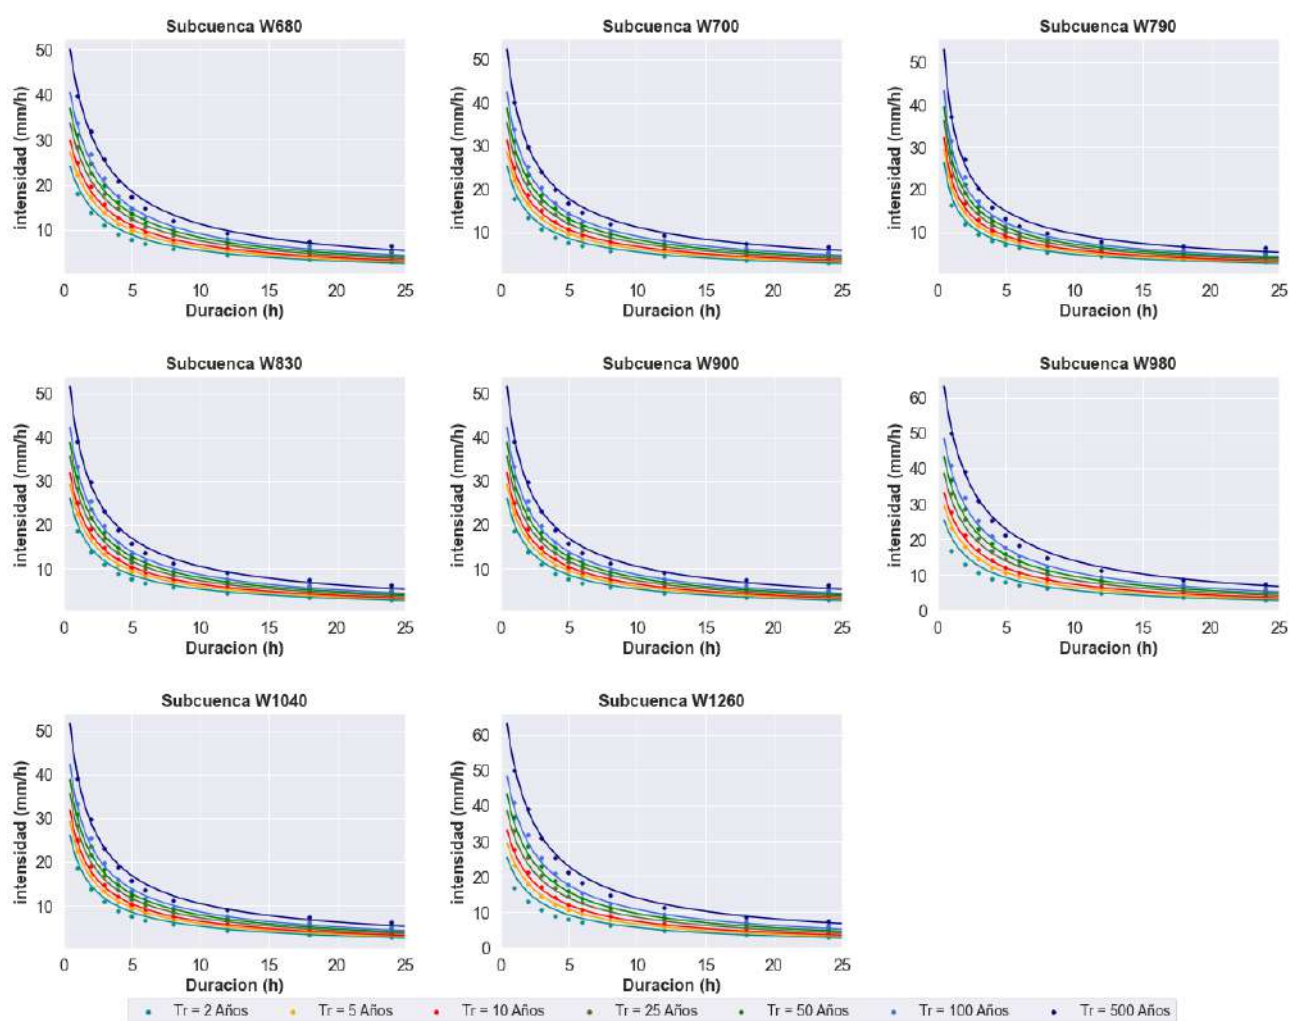 Subcuenca W680
Subcuenca W700
Subcuenca W790
intensidad (mm/h)
50
40
30
20
10
0 5 10 15 20 25
Duracion (h)
intensidad (mm/h)
50
40
30
20
10
0 5 10 15 20 25
Duracion (h)
intensidad (mm/h)
50
40
30
20
10
0 5 10 15 20 25
Duracion (h)
Subcuenca W830
Subcuenca W900
Subcuenca W980
intensidad (mm/h)
50
40
30
20
10
0 5 10 15 20 25
Duracion (h)
intensidad (mm/h)
50
40
30
20
10
0 5 10 15 20 25
Duracion (h)
intensidad (mm/h)
60
50
40
30
20
10
0
0 5 10 15 20 25
Duracion (h)
Subcuenca W1040
Subcuenca W1260
intensidad (mm/h)
50
40
30
20
10
0 5 10 15 20 25
Duracion (h)
intensidad (mm/h)
60
50
40
30
20
10
0
0 5 10 15 20 25
Duracion (h)
Tr = 2 Años Tr = 5 Años Tr = 10 Años Tr = 25 Años Tr = 50 Años Tr = 100 Años Tr = 500 Años